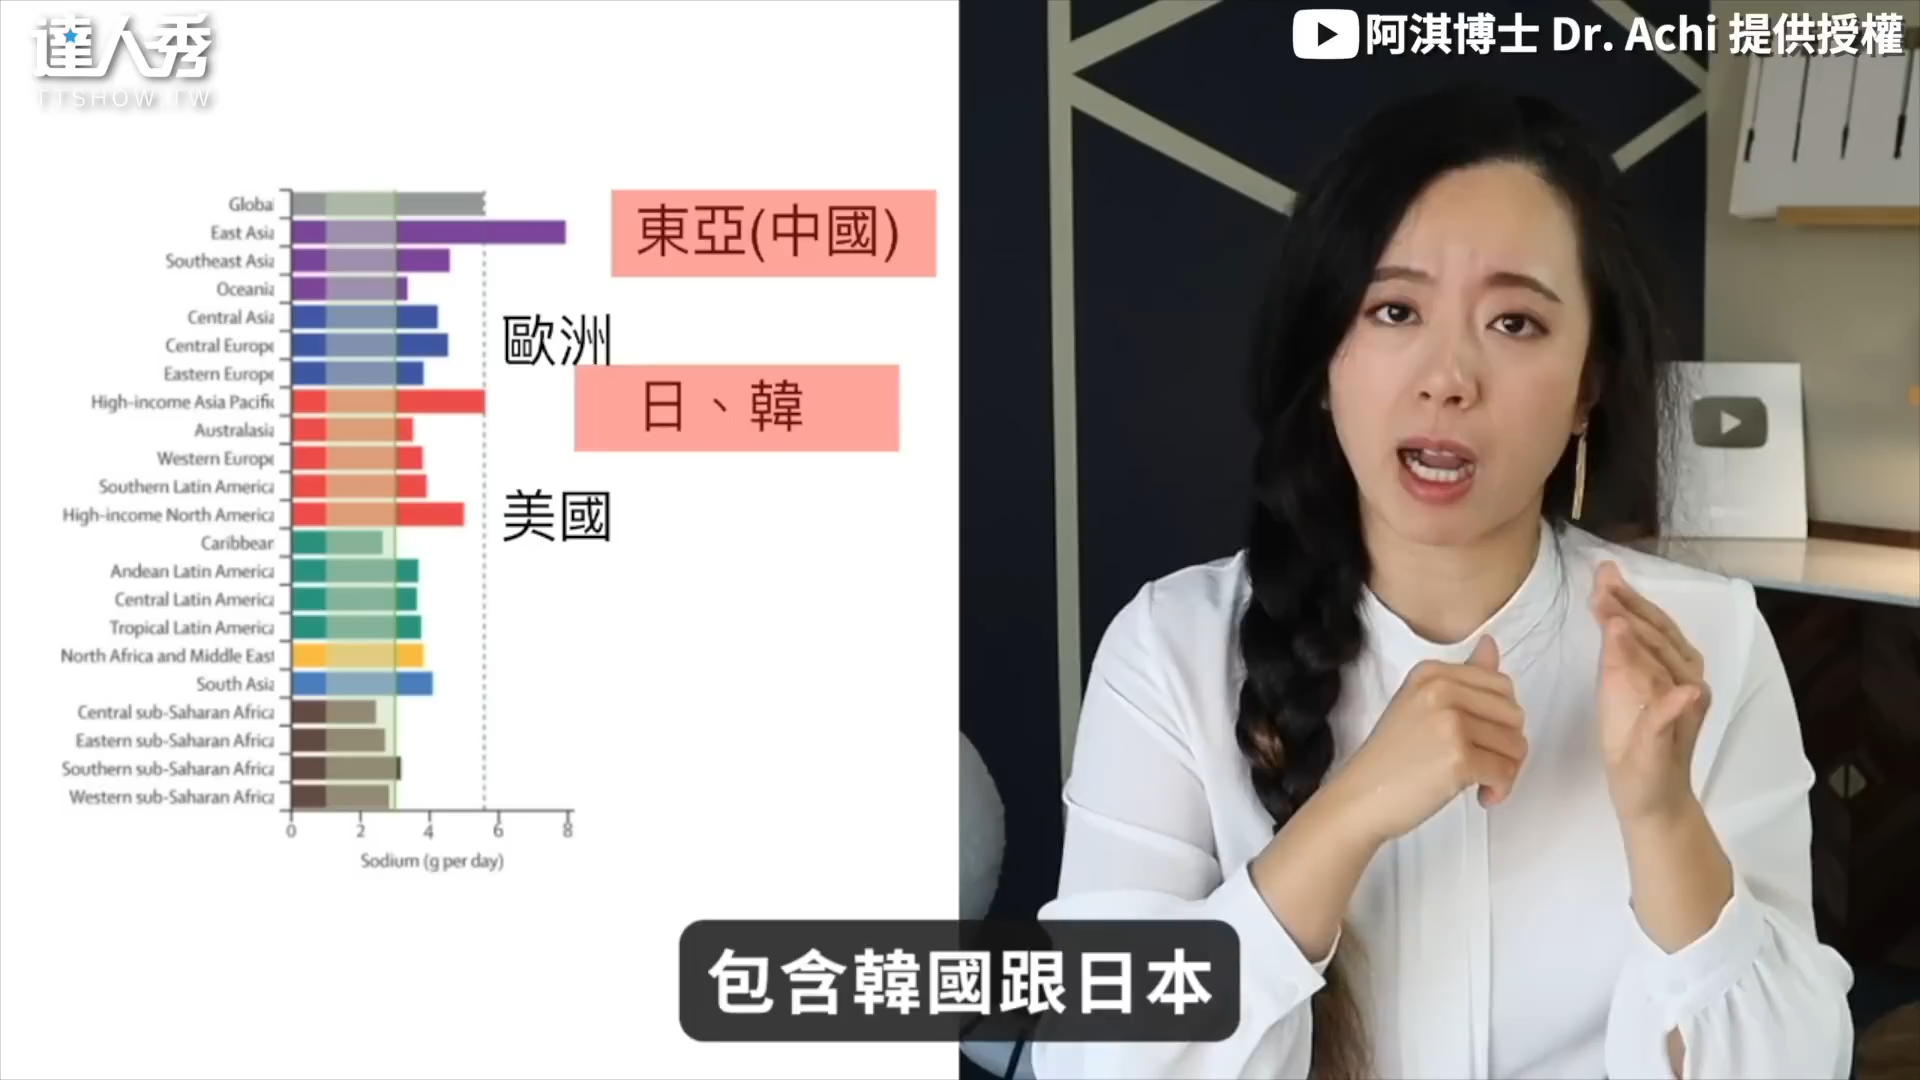 達人秀
TTSHOW.TW
阿淇博士 Dr. Achi 提供授權
Global
East Asia
Southeast Asia
Oceania
Central Asia
Central Europe
Eastern Europe
High-income Asia Pacific
Australasia
Western Europe
Southern Latin America
High-income North America
Caribbean
Andean Latin America
Central Latin America
Tropical Latin America
North Africa and Middle East
South Asia
Central sub-Saharan Africa
Eastern sub-Saharan Africa
Southern sub-Saharan Africa
Western sub-Saharan Africa
0 2 4 6 8
Sodium (g per day)
東亞(中國)
歐洲
日、韓
美國
包含韓國跟日本